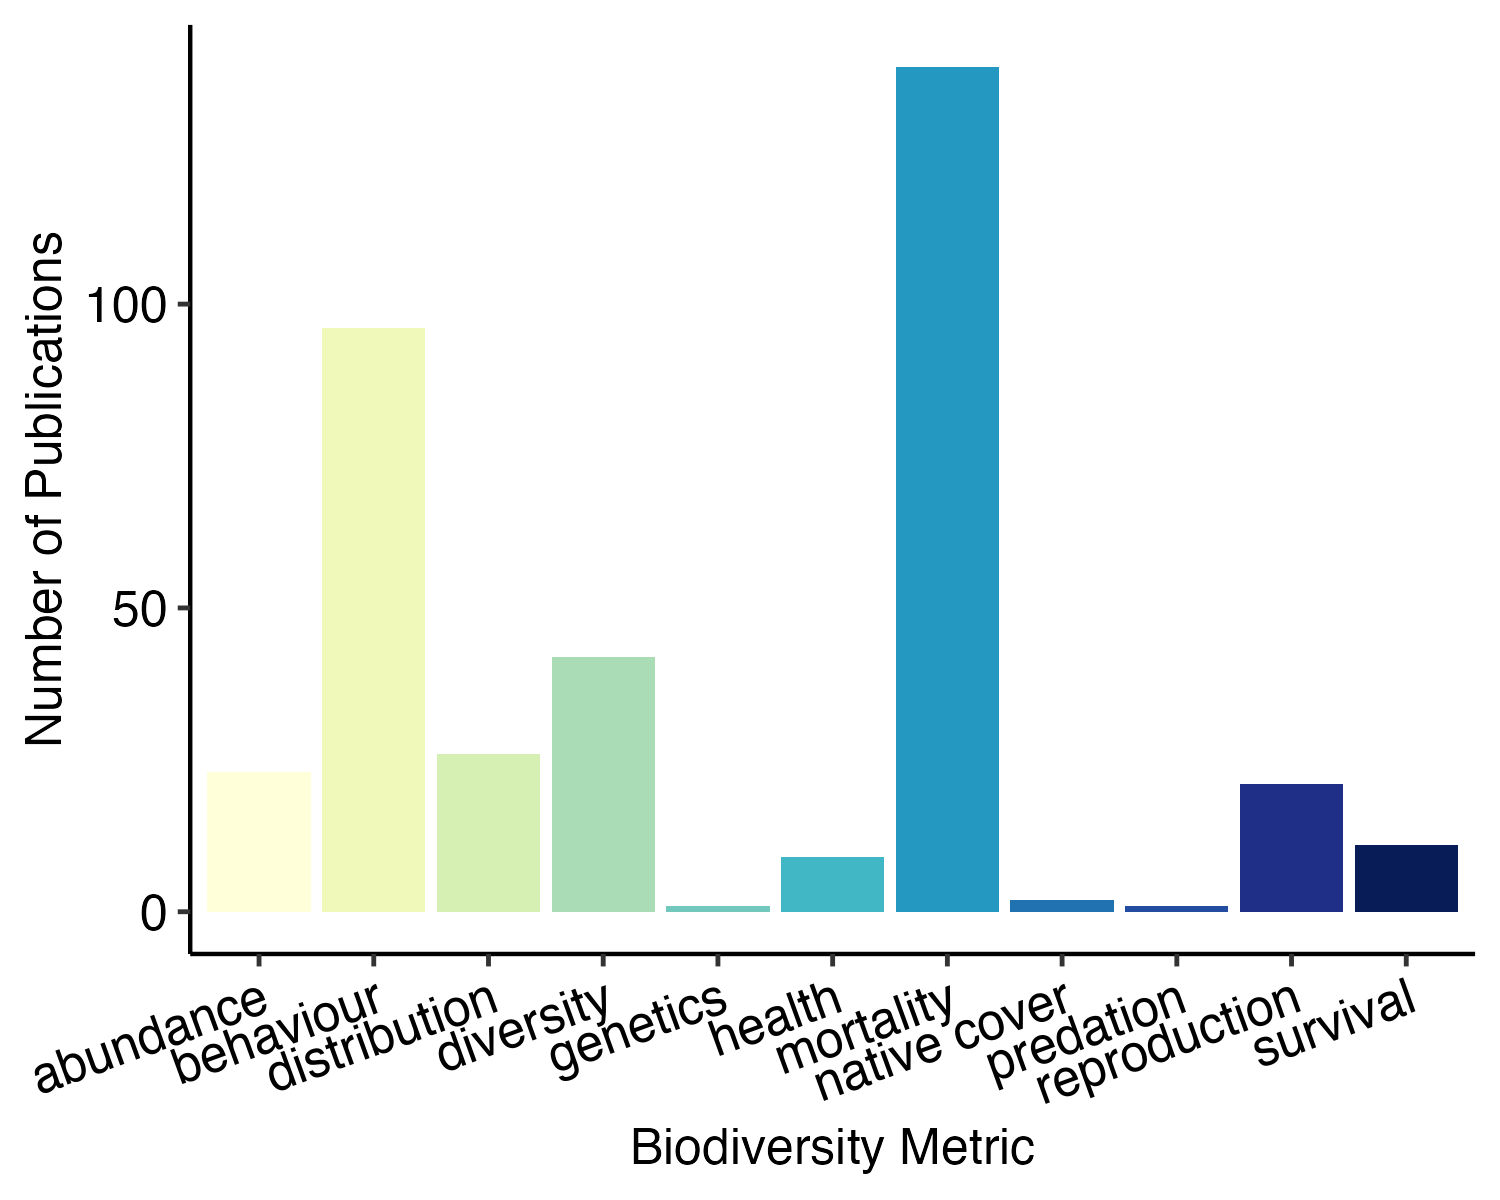 Number of Publications
100
50
0
abundance
behaviour
distribution
diversity
genetics
health
mortality
native cover
predation
reproduction
survival
Biodiversity Metric